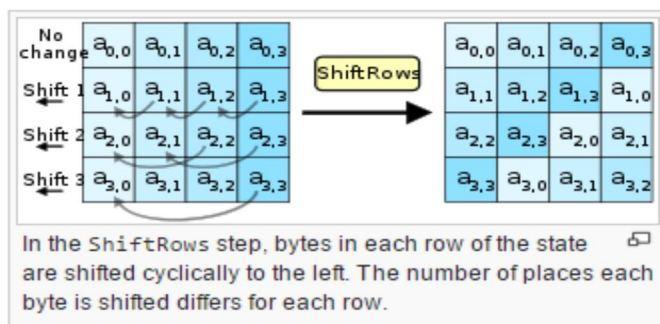 No change a0,0 a0,1 a0,2 a0,3 a0,0 a0,1 a0,2 a0,3
ShiftRows
Shift 1 a1,0 a1,1 a1,2 a1,3 a1,1 a1,2 a1,3 a1,0
Shift 2 a2,0 a2,1 a2,2 a2,3 a2,2 a2,3 a2,0 a2,1
Shift 3 a3,0 a3,1 a3,2 a3,3 a3,3 a3,0 a3,1 a3,2
In the ShiftRows step, bytes in each row of the state
are shifted cyclically to the left. The number of places each
byte is shifted differs for each row.